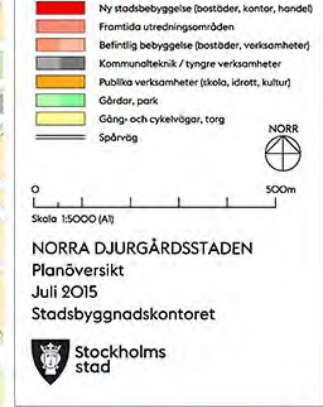 Ny stadsbebyggelse (bostäder, kontor, handel)
Framtida utredningsområden
Befintlig bebyggelse (bostäder, verksamheter)
Kommunalteknik / tyngre verksamheter
Publika verksamheter (skola, idrott, kultur)
Gårdar, park
Gång- och cykelvägar, torg
Spårväg
NORR
0 500m
Skala 1:5000 (A1)
NORRA DJURGÅRDSSTADEN
Planöversikt
Juli 2015
Stadsbyggnadskontoret
Stockholms
stad